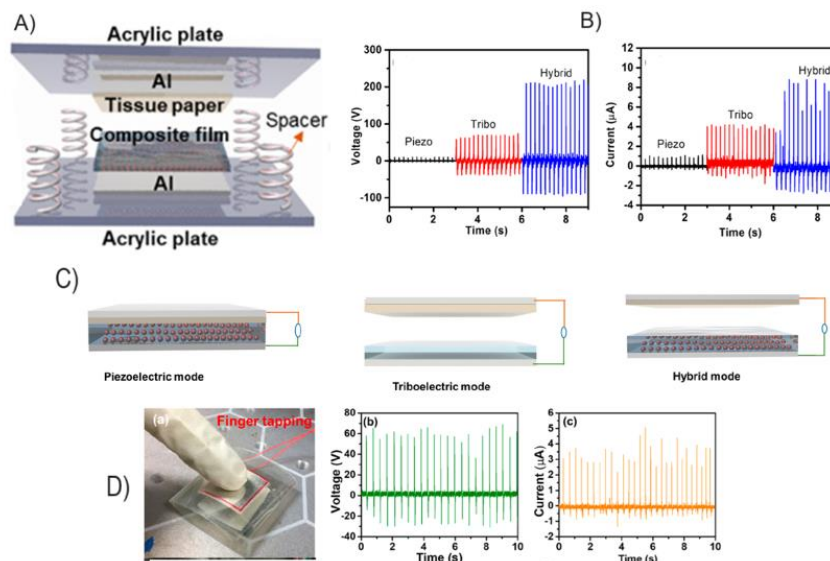 A)
Acrylic plate
Al
Tissue paper
Composite film
Spacer
Al
Acrylic plate
B)
300
200
100
0
-100
Voltage (V)
Piezo
Tribo
Hybrid
0 2 4 6 8
Time (s)
12
10
8
6
4
2
0
-2
-4
Current (µA)
Piezo
Tribo
Hybrid
0 2 4 6 8
Time (s)
C)
Piezoelectric mode
Triboelectric mode
Hybrid mode
D)
(a)
Finger tapping
(b)
80
60
40
20
0
-20
-40
Voltage (V)
0 2 4 6 8 10
Time (s)
(c)
6
5
4
3
2
1
0
-1
-2
Current (µA)
0 2 4 6 8 10
Time (s)